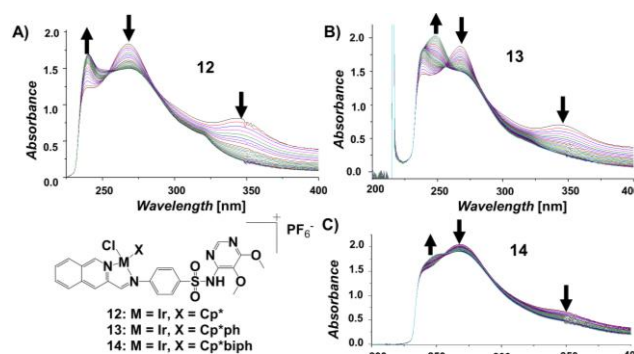 A)
2.0
1.5
1.0
0.5
0.0
Absorbance
12
250 300 350 400
Wavelength [nm]
B)
2.0
1.5
1.0
0.5
0.0
Absorbance
13
200 250 300 350 400
Wavelength [nm]
+
PF₆⁻
Cl
X
M
N
N
O
S
O
NH
N
N
O
O
12: M = Ir, X = Cp*
13: M = Ir, X = Cp*ph
14: M = Ir, X = Cp*biph
C)
2.0
1.5
1.0
0.5
0.0
Absorbance
14